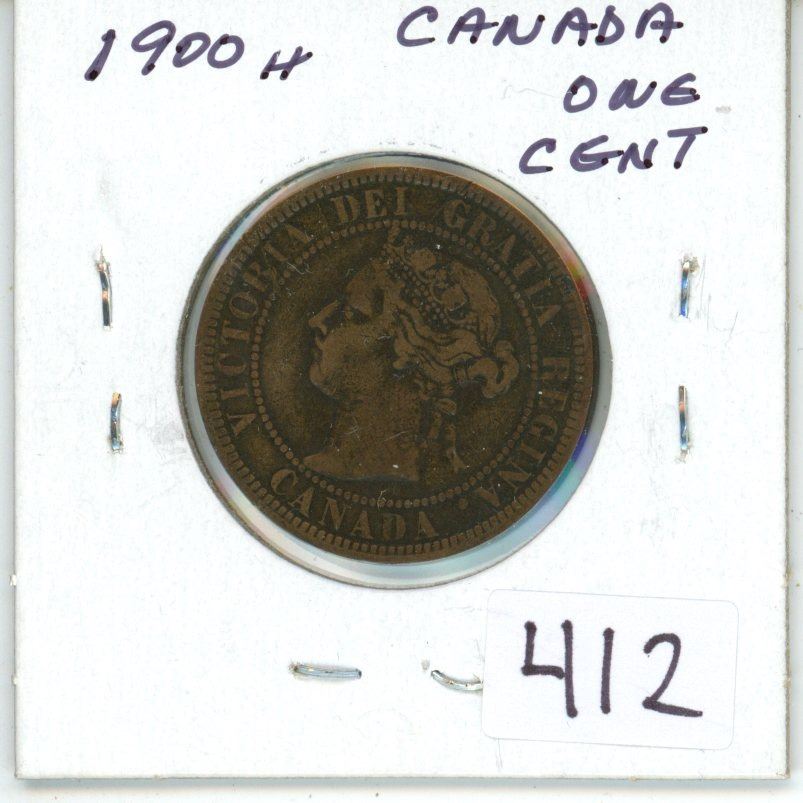 1900 H CANADA
ONE
CENT
VICTORIA DEI GRATIA REGINA.
CANADA
412